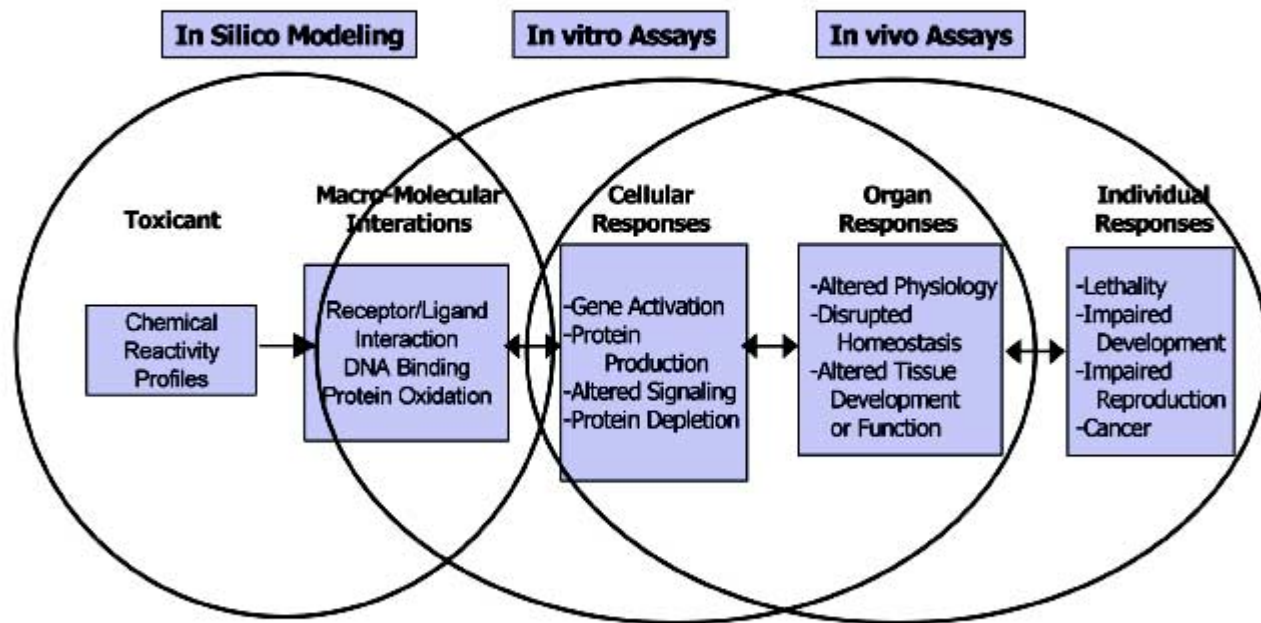 In Silico Modeling
In vitro Assays
In vivo Assays
Toxicant
Macro-Molecular
Interations
Cellular
Responses
Organ
Responses
Individual
Responses
Chemical
Reactivity
Profiles
Receptor/Ligand
Interaction
DNA Binding
Protein Oxidation
-Gene Activation
-Protein
Production
-Altered Signaling
-Protein Depletion
-Altered Physiology
-Disrupted
Homeostasis
-Altered Tissue
Development
or Function
-Lethality
-Impaired
Development
-Impaired
Reproduction
-Cancer